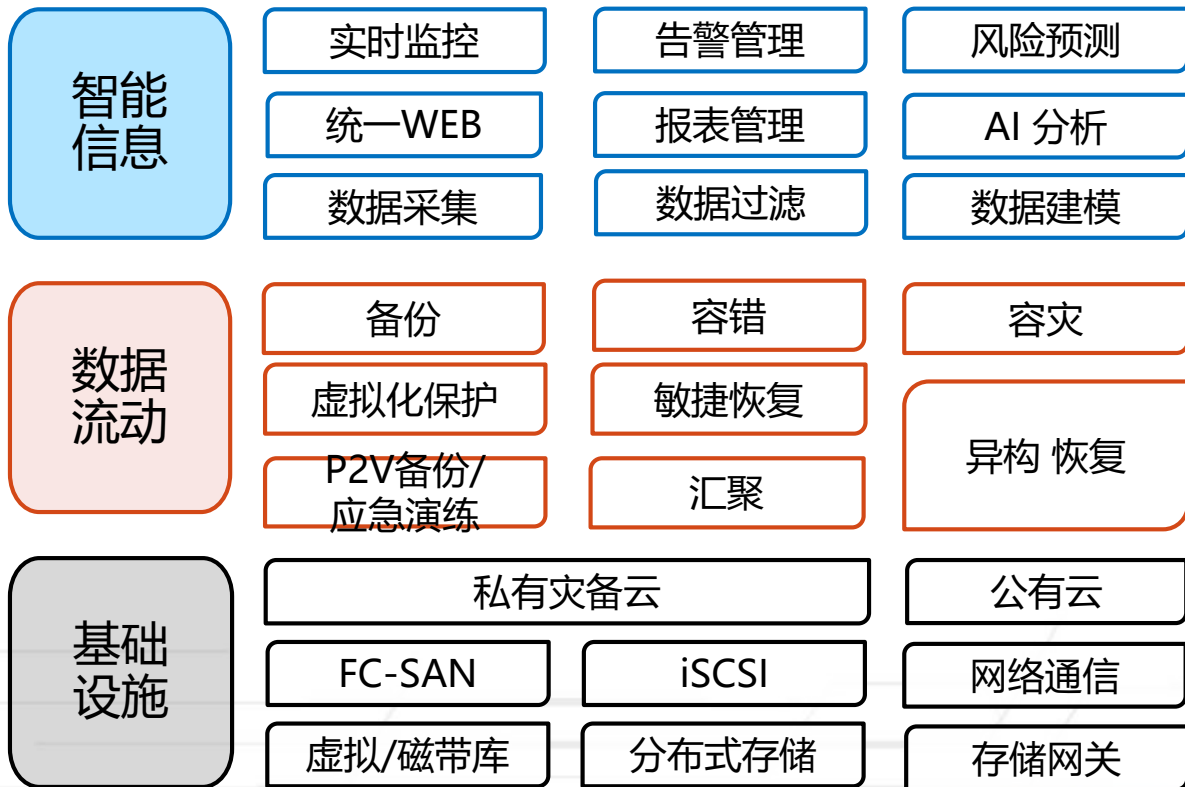 智能
信息
实时监控
告警管理
风险预测
统一WEB
报表管理
AI 分析
数据采集
数据过滤
数据建模
数据
流动
备份
容错
容灾
虚拟化保护
敏捷恢复
异构 恢复
P2V备份/
应急演练
汇聚
基础
设施
私有灾备云
公有云
FC-SAN
iSCSI
网络通信
虚拟/磁带库
分布式存储
存储网关